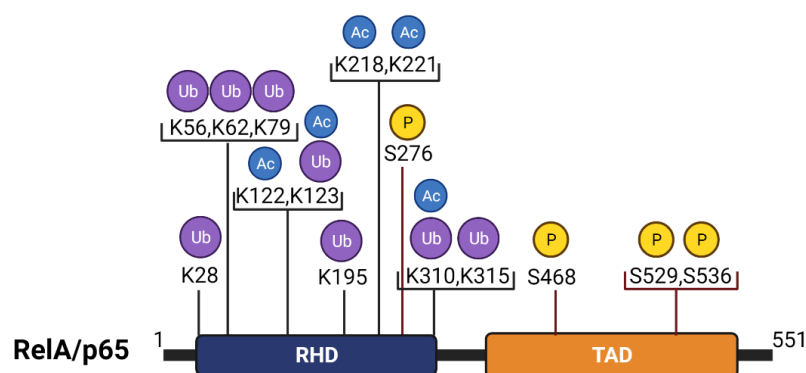 Ac Ac
K218,K221
Ub Ub Ub
K56,K62,K79
Ac
P
S276
Ac Ub
K122,K123
Ac
Ub
K28
Ub
K195
Ub Ub
K310,K315
P
S468
P P
S529,S536
RelA/p65
1
RHD
TAD
551